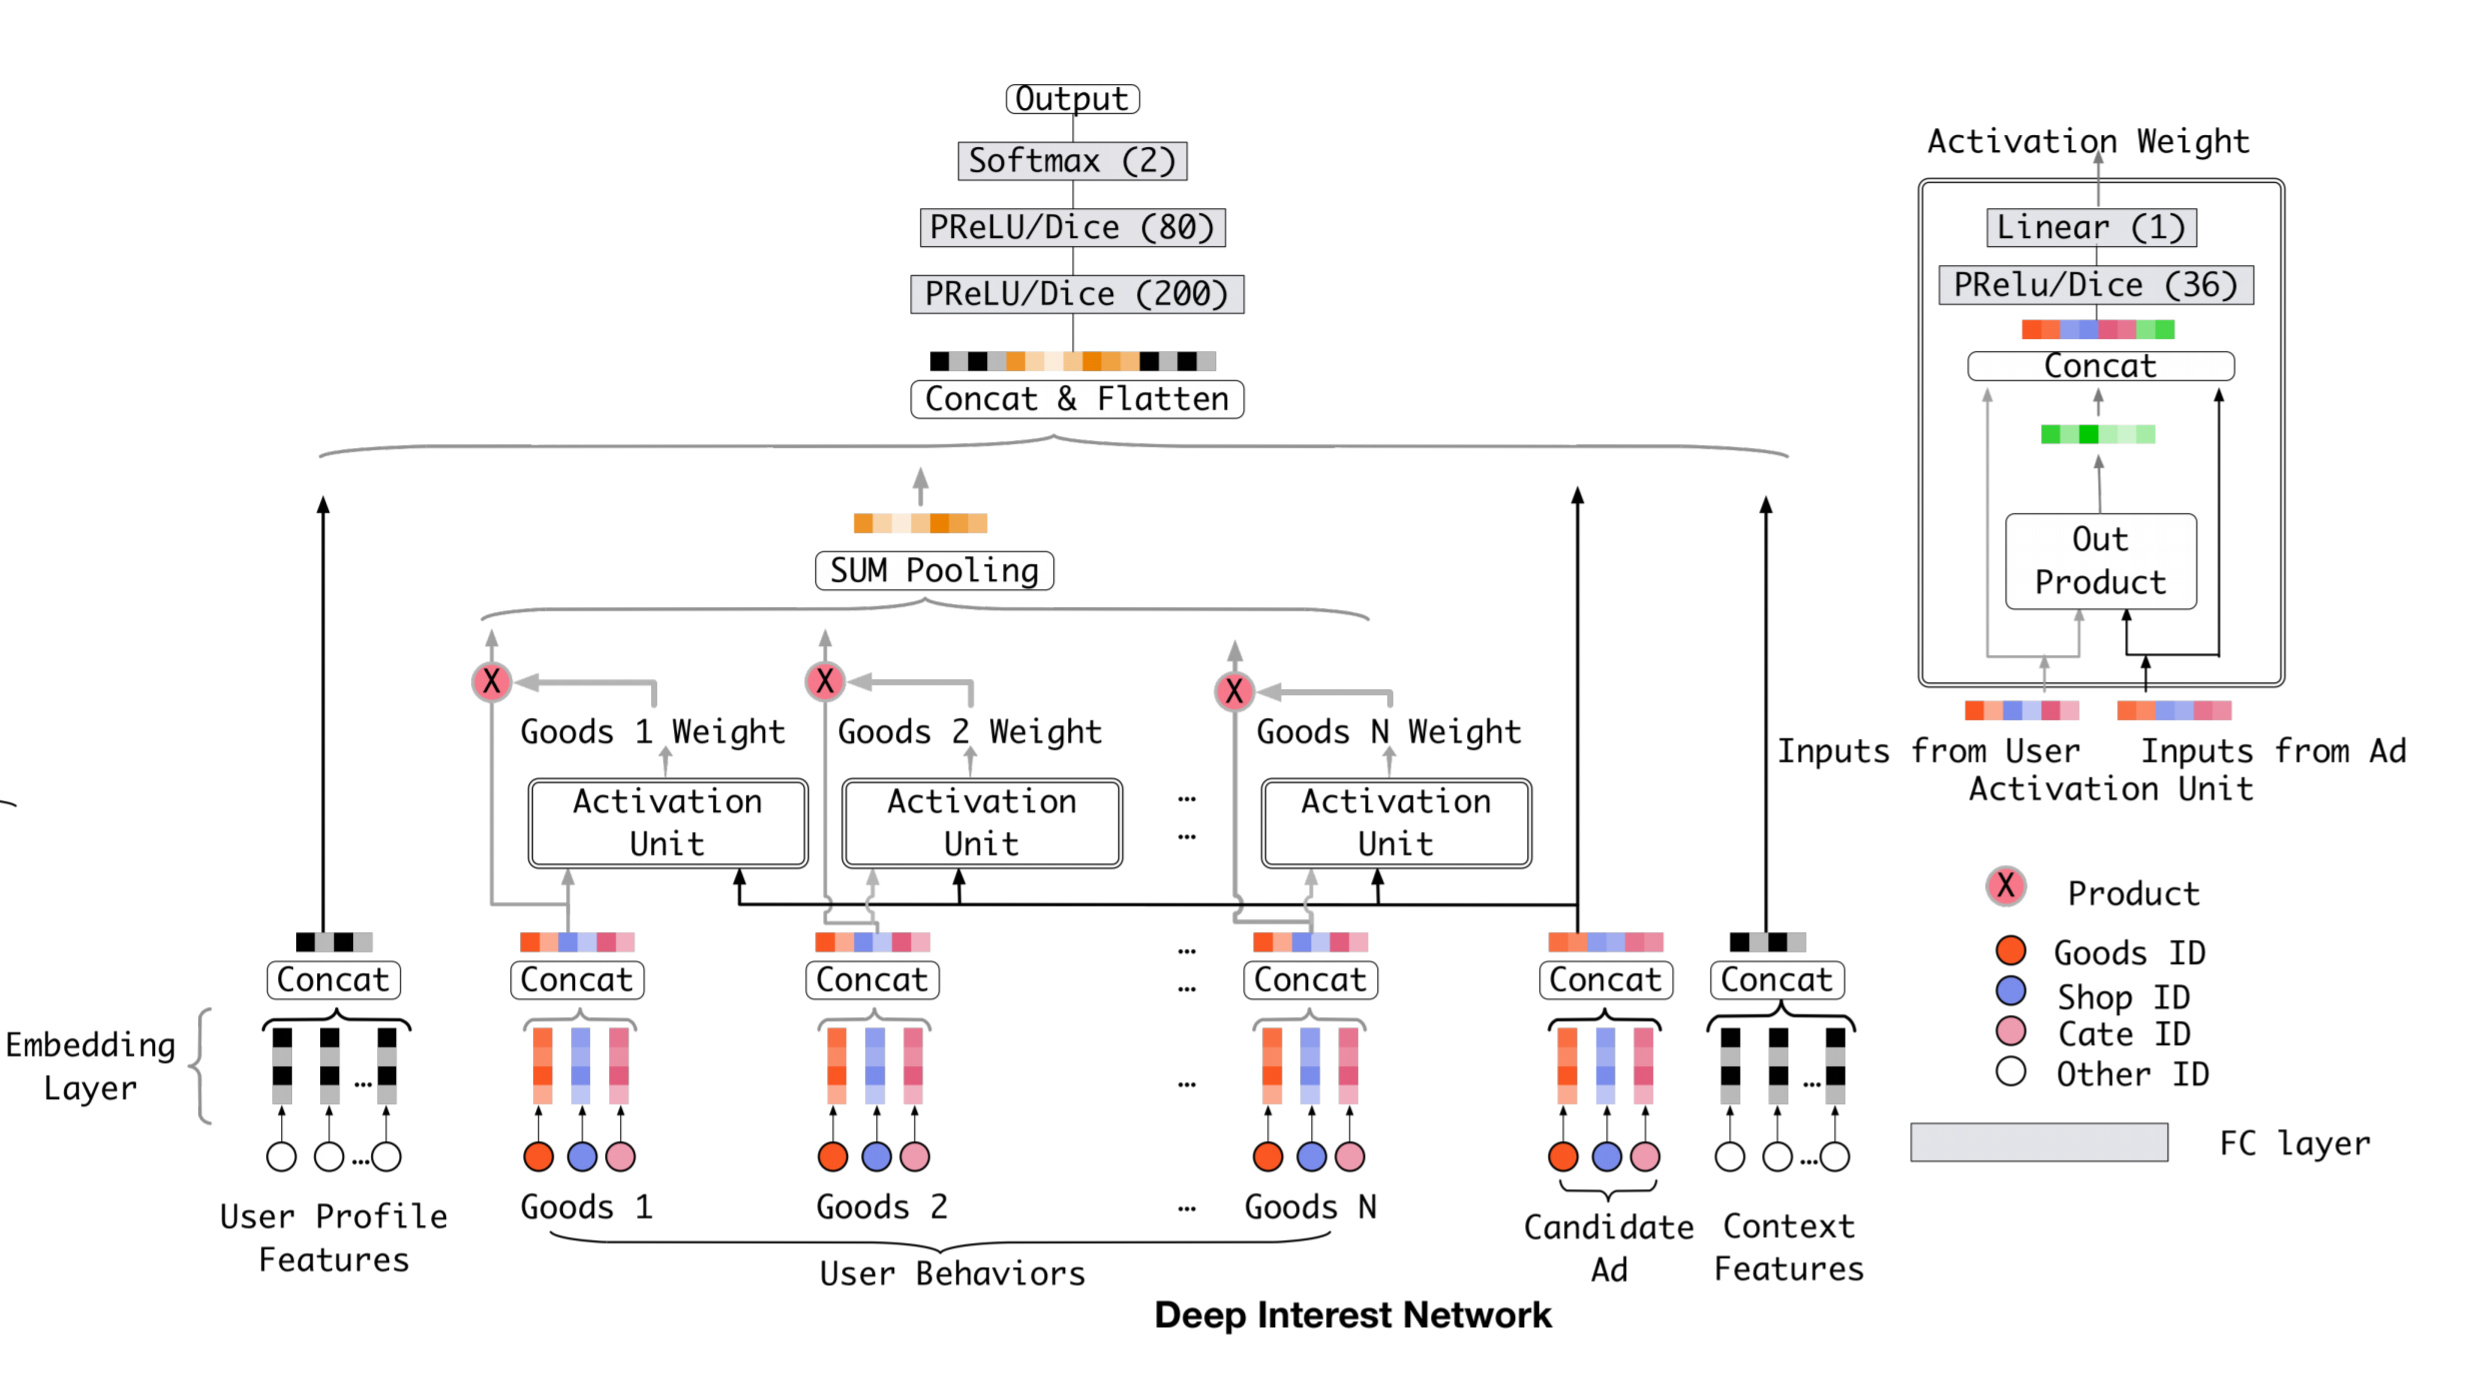 Output
Softmax (2)
PReLU/Dice (80)
PReLU/Dice (200)
Concat & Flatten
SUM Pooling
X
X
X
Goods 1 Weight
Goods 2 Weight
Goods N Weight
Activation
Unit
Activation
Unit
...
...
Activation
Unit
...
Concat
Concat
Concat
...
Concat
Concat
Concat
Embedding
Layer
...
...
...
...
...
User Profile
Features
Goods 1
Goods 2
...
Goods N
User Behaviors
Candidate
Ad
Context
Features
Deep Interest Network
Activation Weight
Linear (1)
PRelu/Dice (36)
Concat
Out
Product
Inputs from User
Inputs from Ad
Activation Unit
X Product
Goods ID
Shop ID
Cate ID
Other ID
FC layer